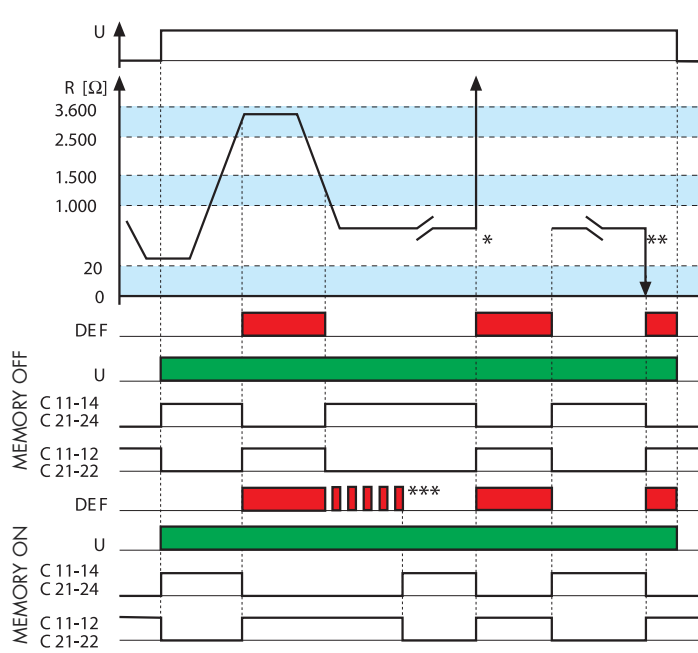 U
R [Ω]
3.600
2.500
1.500
1.000
*
**
20
0
DEF
MEMORY OFF
U
C 11-14
C 21-24
C 11-12
C 21-22
DEF
***
MEMORY ON
U
C 11-14
C 21-24
C 11-12
C 21-22